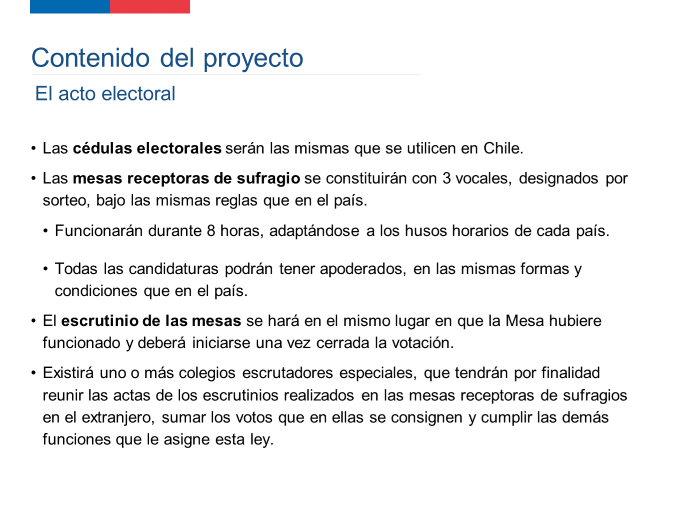 Contenido del proyecto
El acto electoral
• Las cédulas electorales serán las mismas que se utilicen en Chile.
• Las mesas receptoras de sufragio se constituirán con 3 vocales, designados por
sorteo, bajo las mismas reglas que en el país.
• Funcionarán durante 8 horas, adaptándose a los husos horarios de cada país.
• Todas las candidaturas podrán tener apoderados, en las mismas formas y
condiciones que en el país.
• El escrutinio de las mesas se hará en el mismo lugar en que la Mesa hubiere
funcionado y deberá iniciarse una vez cerrada la votación.
• Existirá uno o más colegios escrutadores especiales, que tendrán por finalidad
reunir las actas de los escrutinios realizados en las mesas receptoras de sufragios
en el extranjero, sumar los votos que en ellas se consignen y cumplir las demás
funciones que le asigne esta ley.